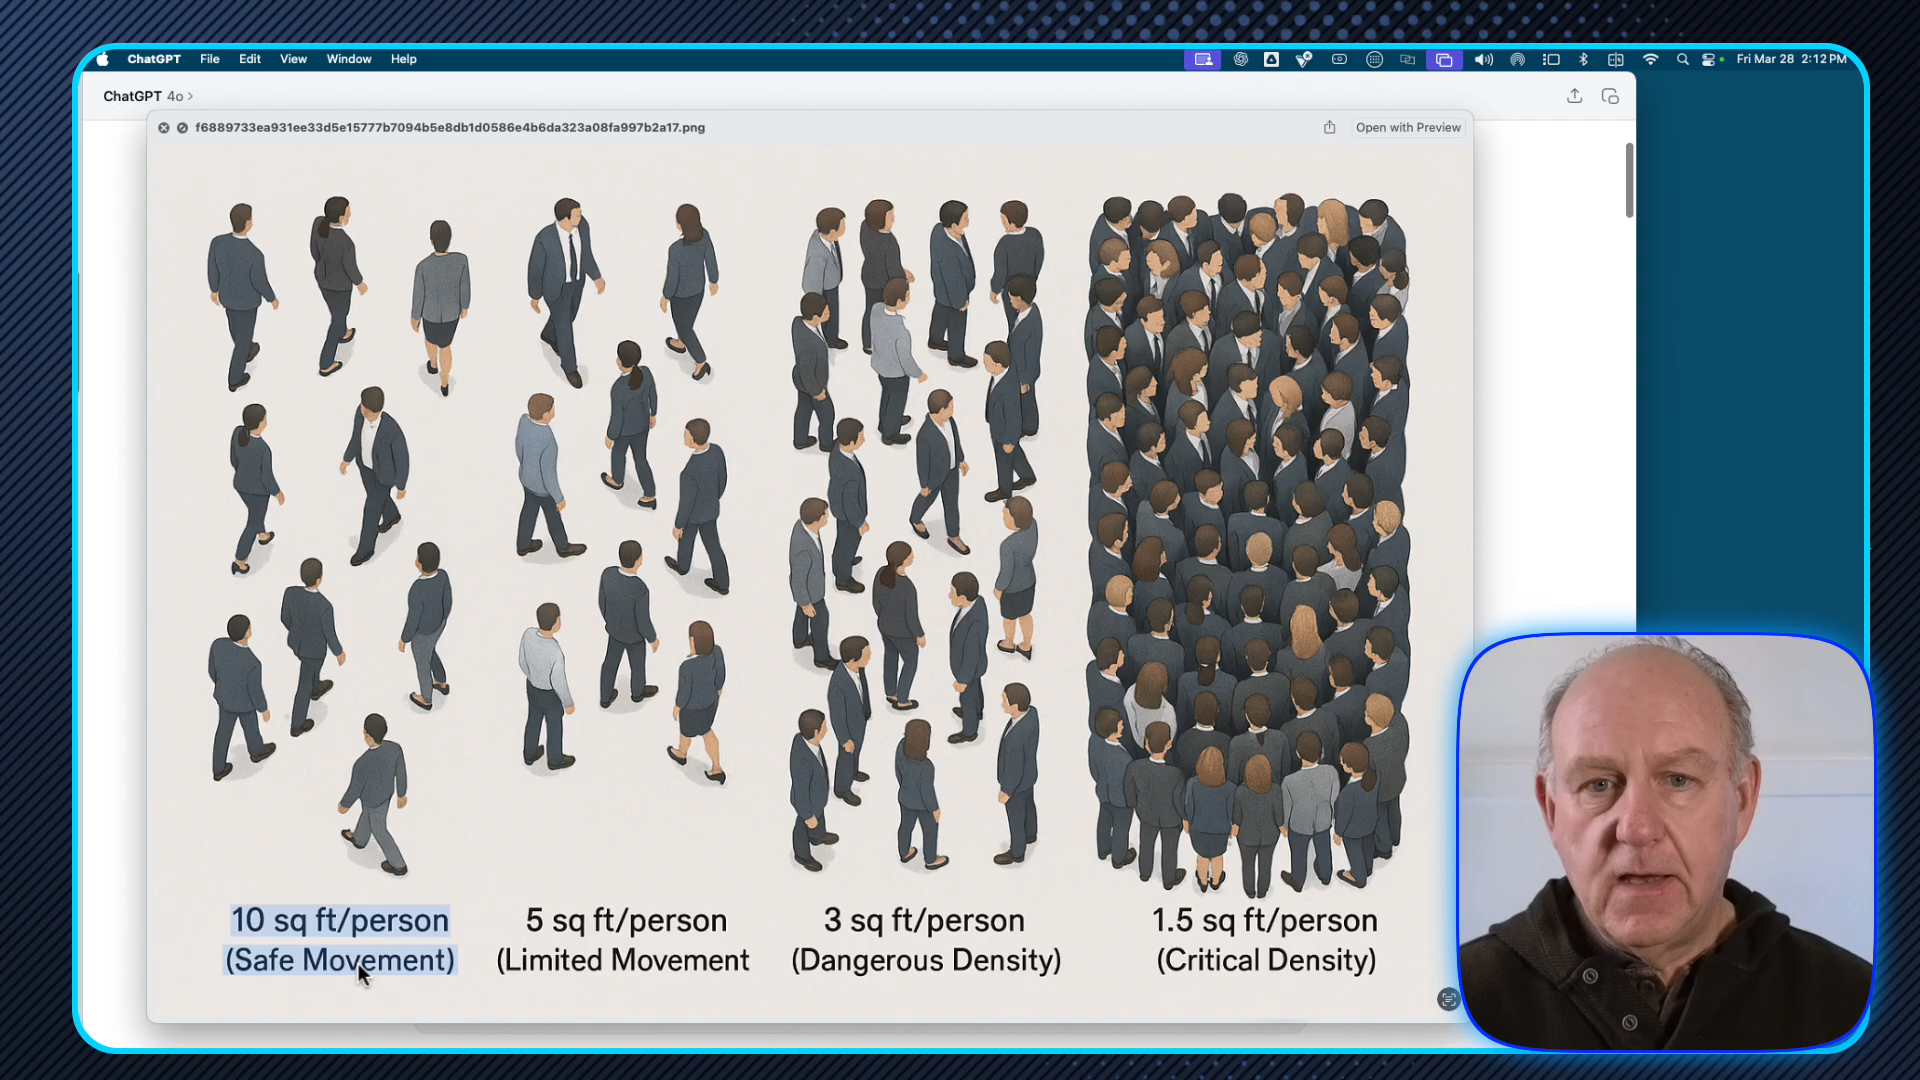 ChatGPT File Edit View Window Help Fri Mar 28 2:12 PM
ChatGPT 4o >
f6889733ea931ee33d5e15777b7094b5e8db1d0586e4b6da323a08fa997b2a17.png Open with Preview
10 sq ft/person
(Safe Movement)
5 sq ft/person
(Limited Movement
3 sq ft/person
(Dangerous Density)
1.5 sq ft/person
(Critical Density)